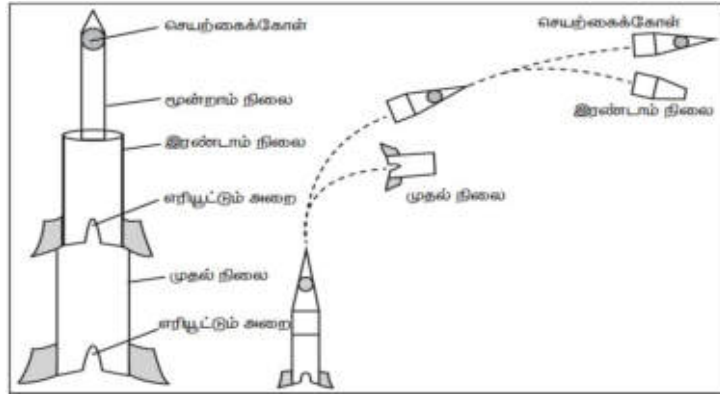 செயற்கைக்கோள்
மூன்றாம் நிலை
இரண்டாம் நிலை
எரியூட்டும் அறை
முதல் நிலை
எரியூட்டும் அறை
செயற்கைக்கோள்
இரண்டாம் நிலை
முதல் நிலை